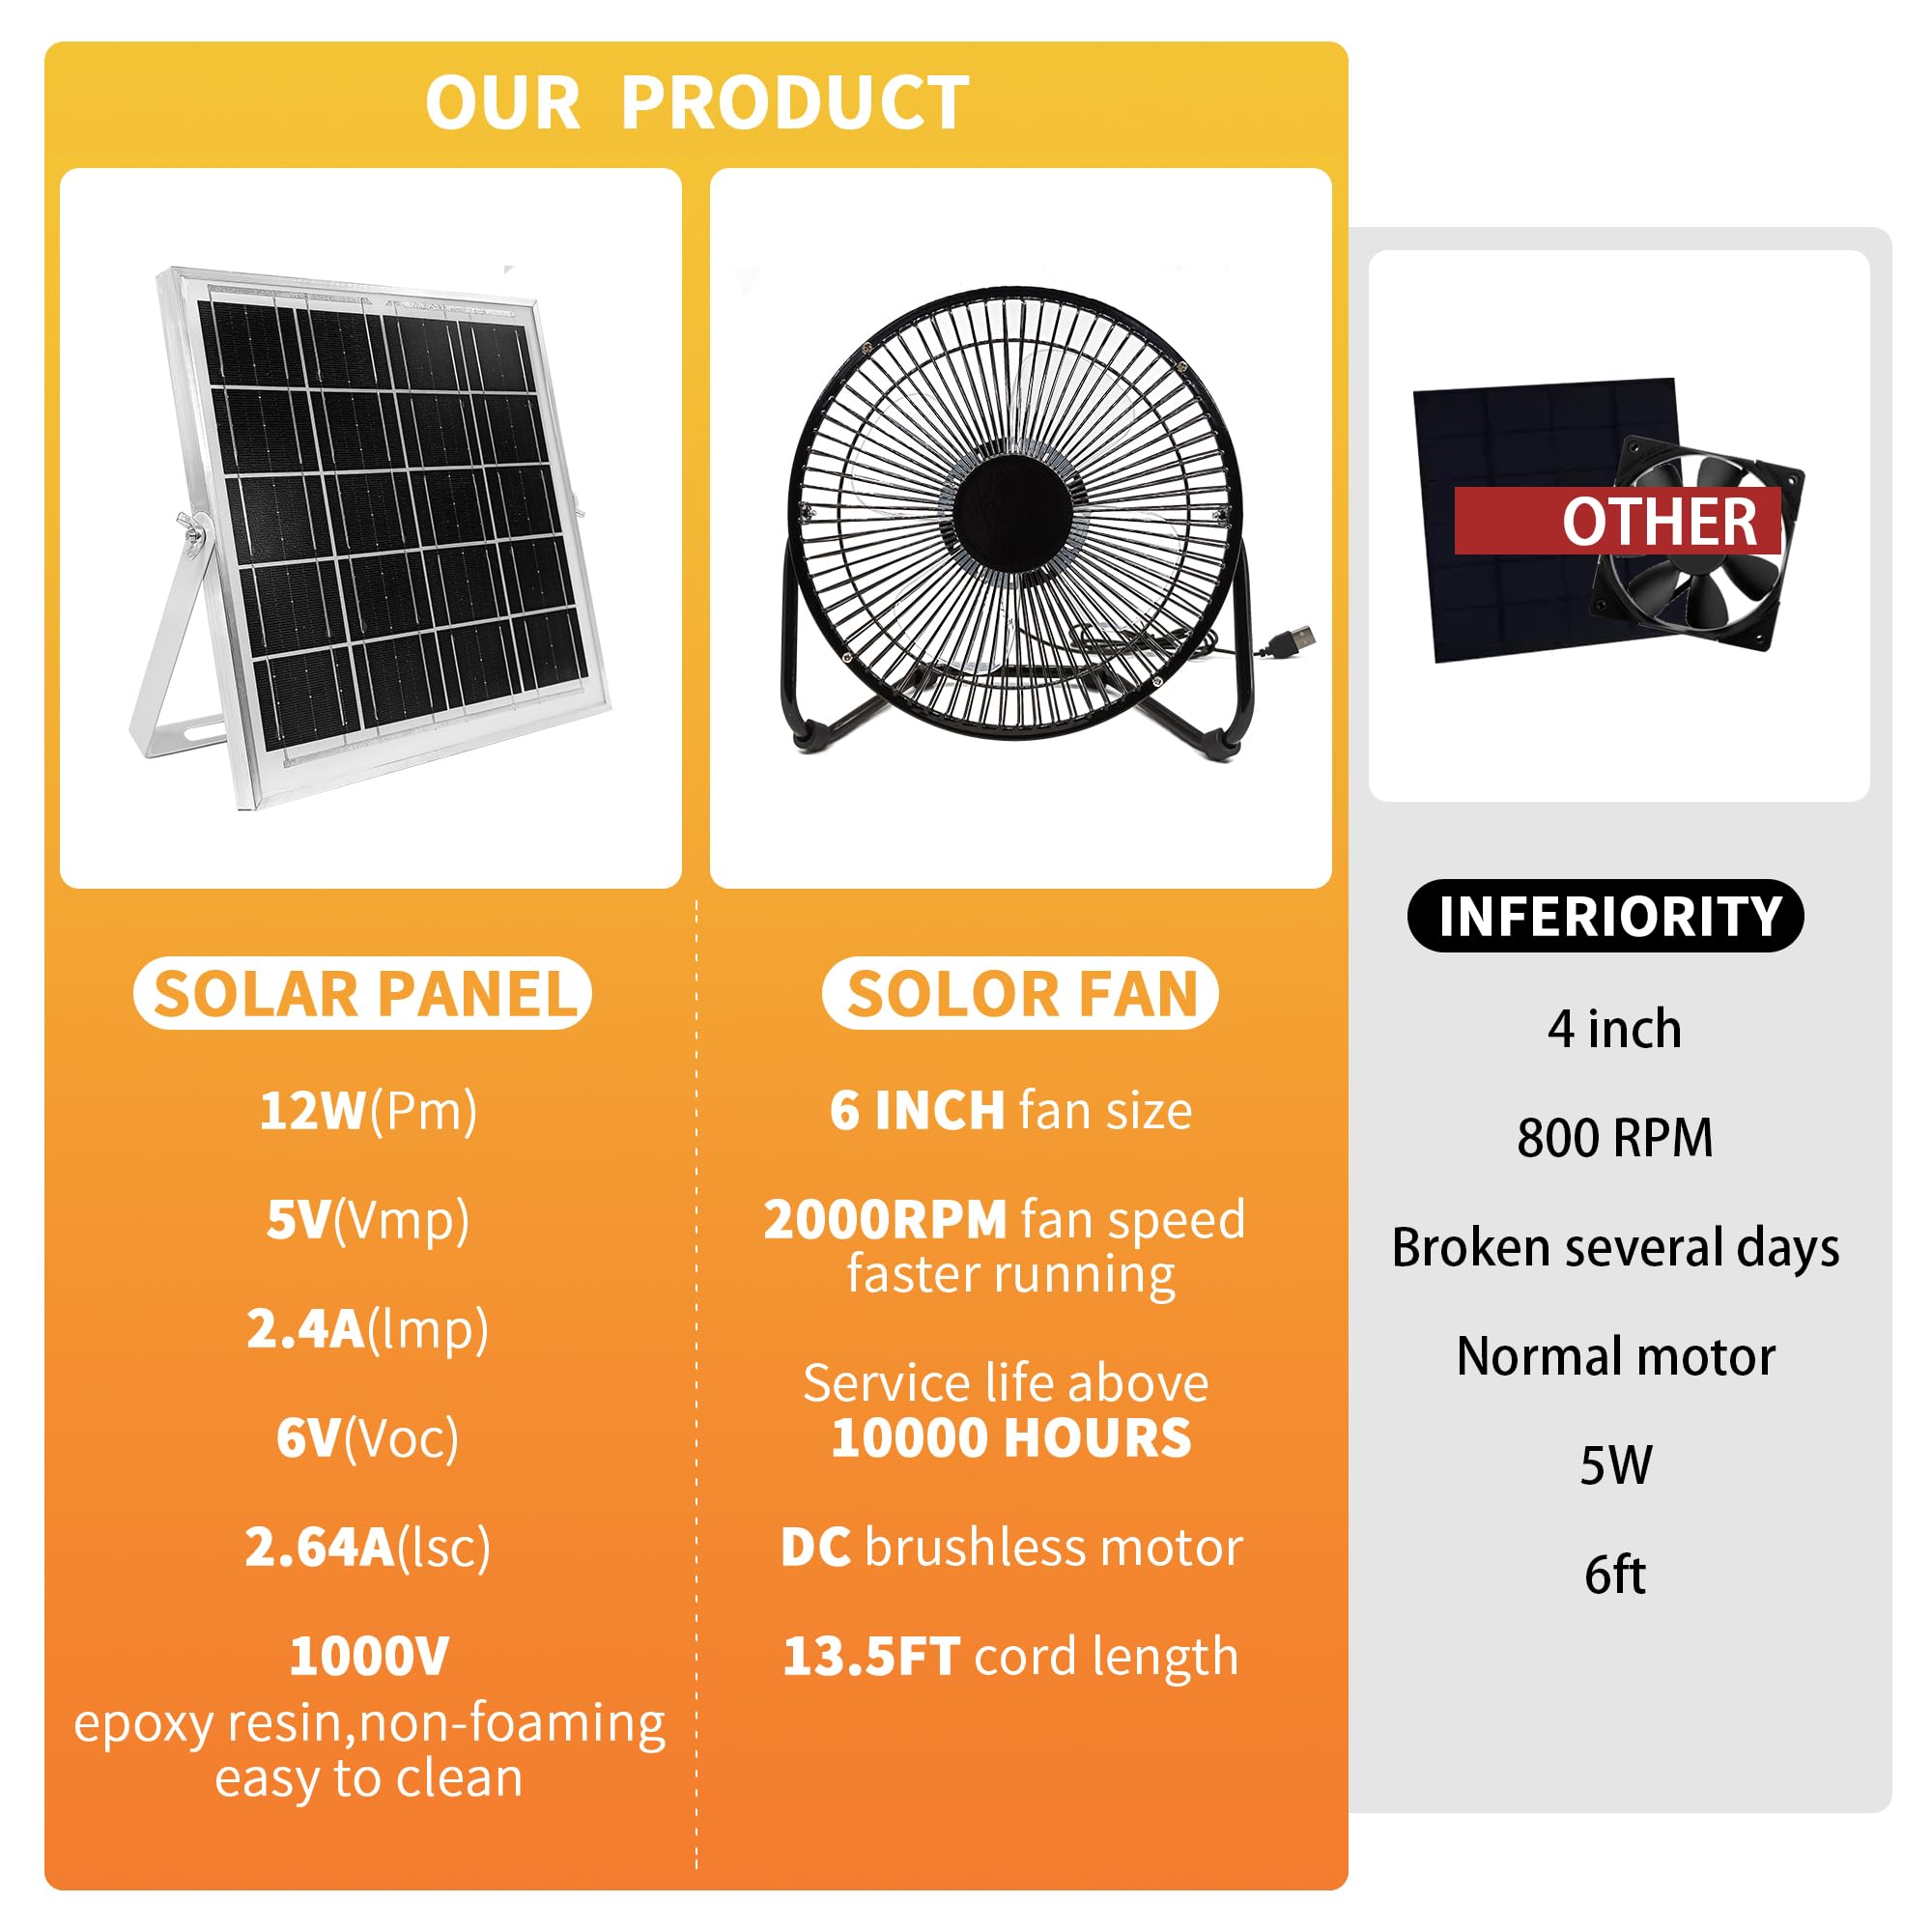 OUR PRODUCT
SOLAR PANEL
12W(Pm)
5V(Vmp)
2.4A(lmp)
6V(Voc)
2.64A(lsc)
1000V
epoxy resin,non-foaming
easy to clean
SOLOR FAN
6 INCH fan size
2000RPM fan speed
faster running
Service life above
10000 HOURS
DC brushless motor
13.5FT cord length
OTHER
INFERIORITY
4 inch
800 RPM
Broken several days
Normal motor
5W
6ft